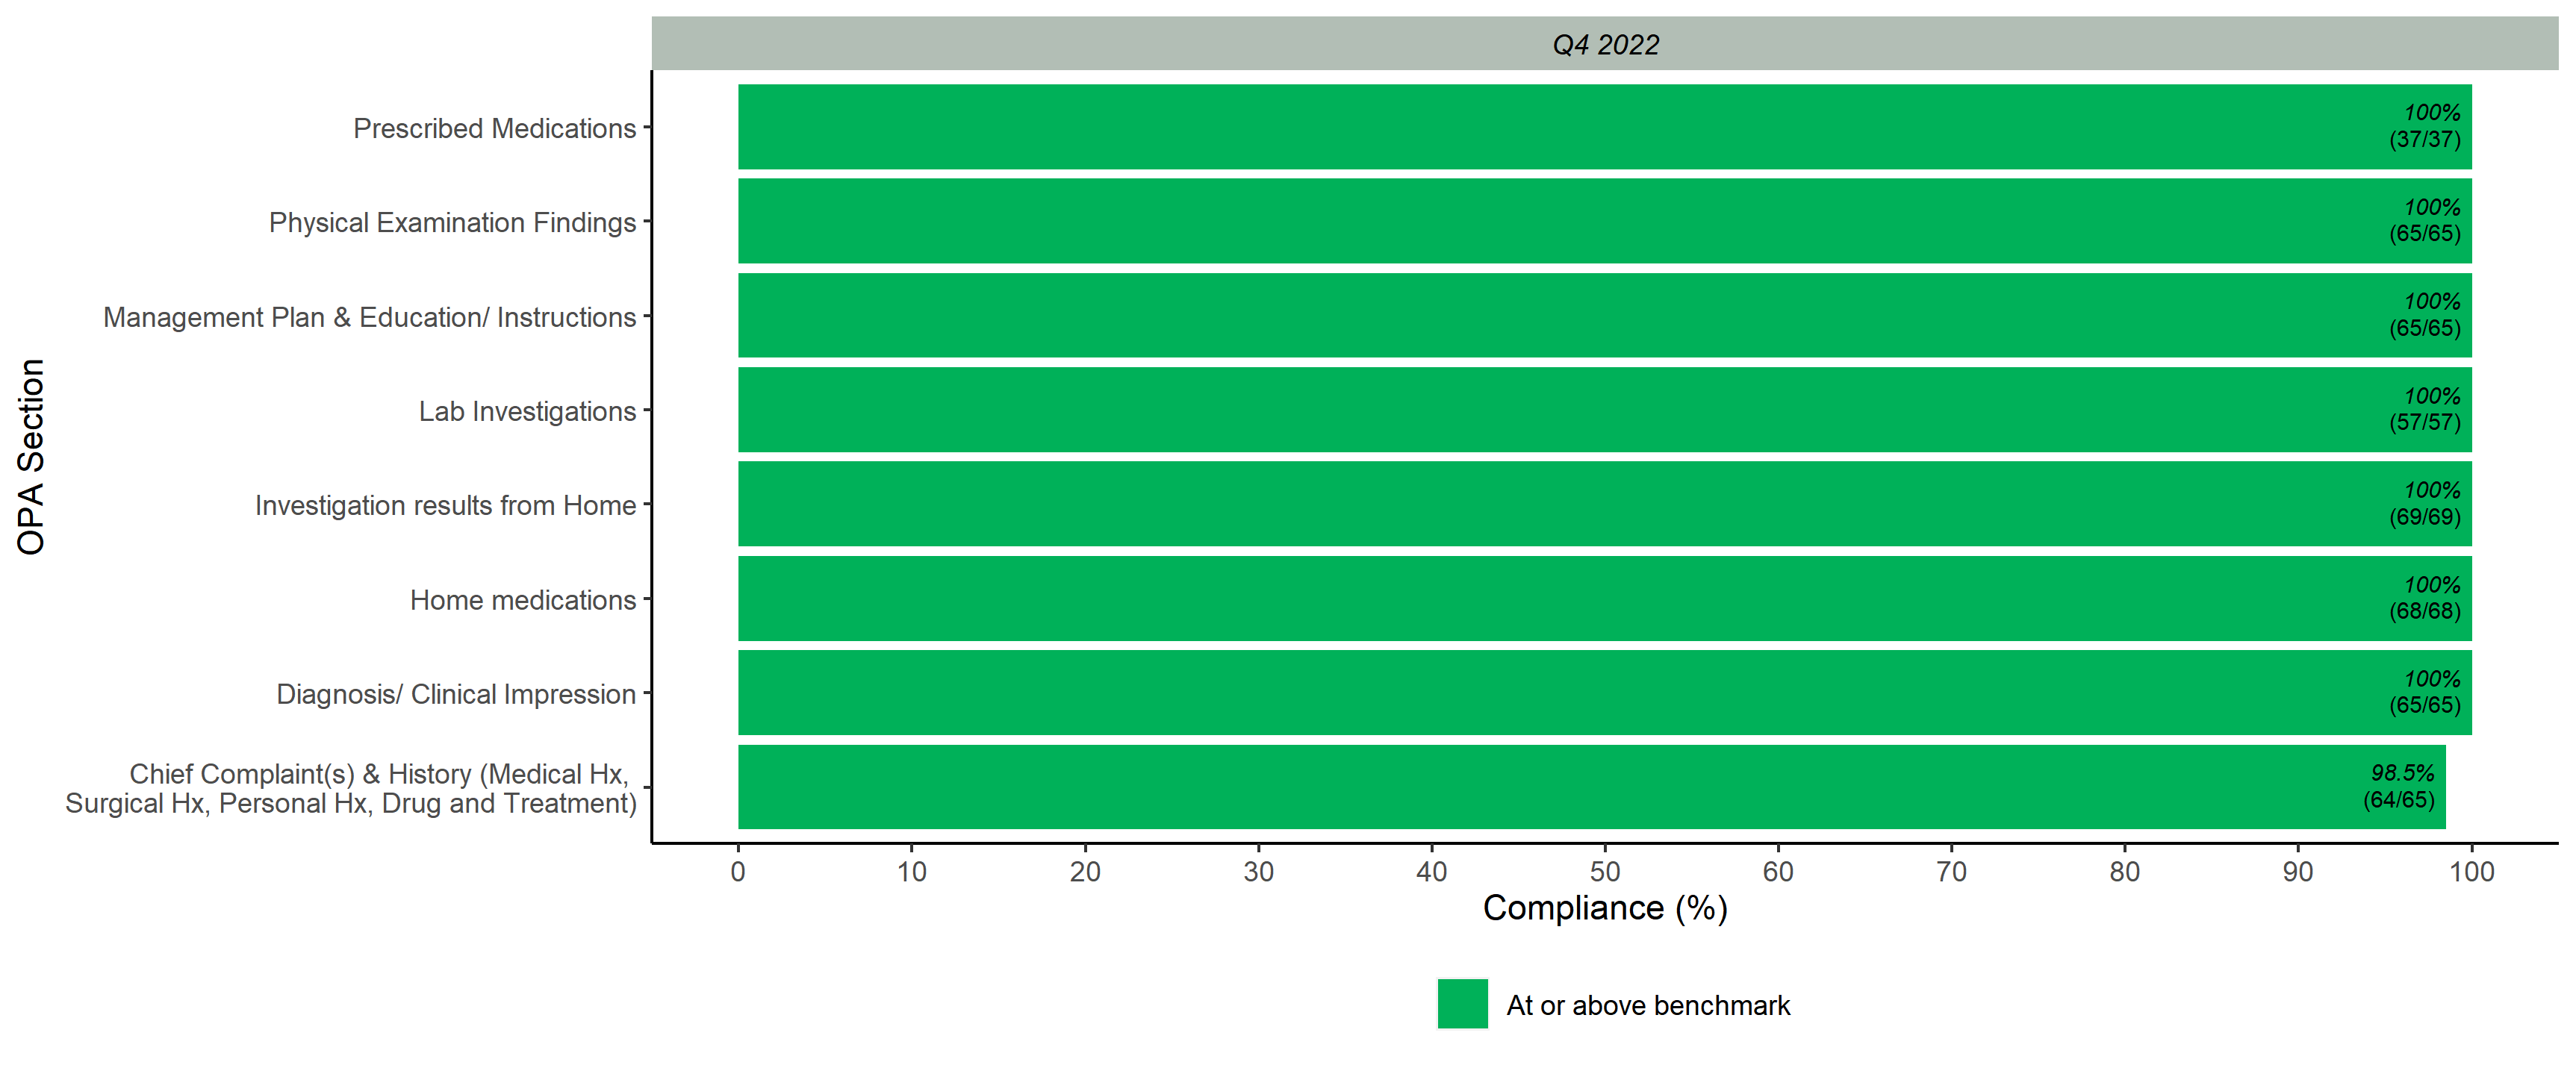 Q4 2022
OPA Section
Prescribed Medications
100%
(37/37)
Physical Examination Findings
100%
(65/65)
Management Plan & Education/ Instructions
100%
(65/65)
Lab Investigations
100%
(57/57)
Investigation results from Home
100%
(69/69)
Home medications
100%
(68/68)
Diagnosis/ Clinical Impression
100%
(65/65)
Chief Complaint(s) & History (Medical Hx,
Surgical Hx, Personal Hx, Drug and Treatment)
98.5%
(64/65)
0 10 20 30 40 50 60 70 80 90 100
Compliance (%)
At or above benchmark